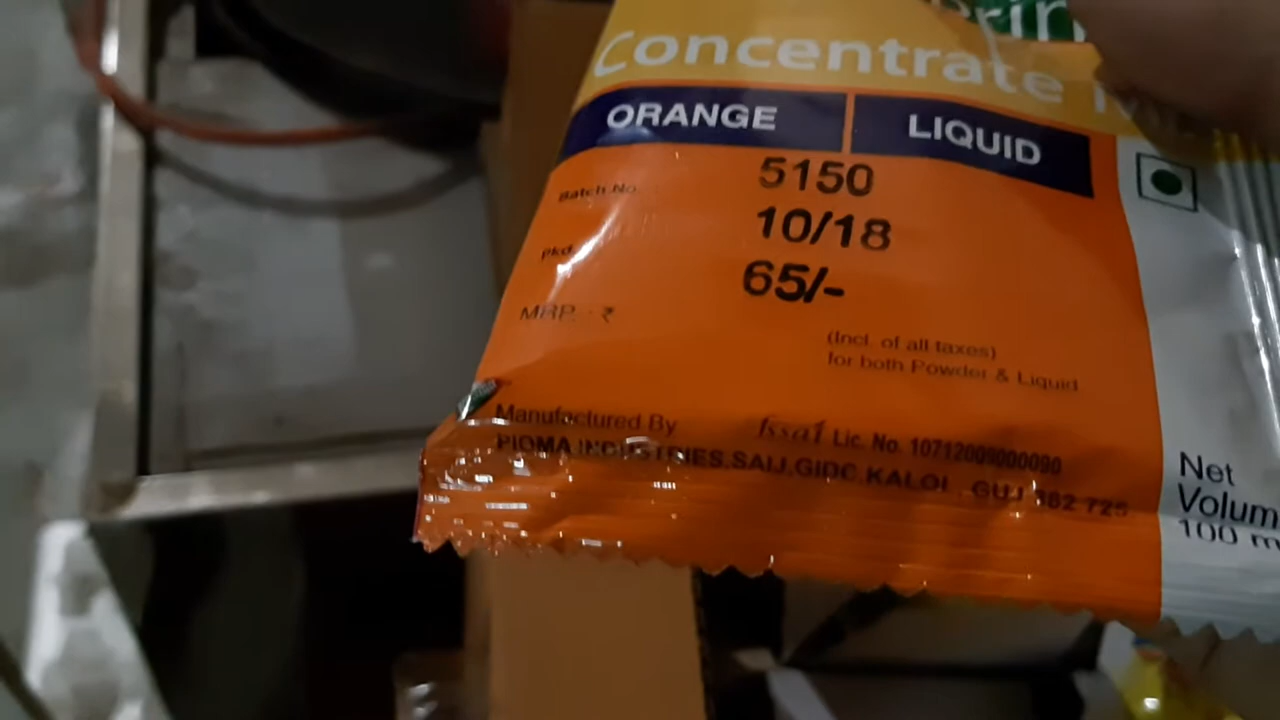 Concentrate
ORANGE LIQUID
Batch No. 5150
Pkd. 10/18
MRP ₹ 65/-
(Incl. of all taxes)
for both Powder & Liquid
Manufactured By fssai Lic. No. 10712009000090
PIOMA INDUSTRIES,SAIJ,GIDC,KALOL GUJ 382 725
Net
Volum
100 m